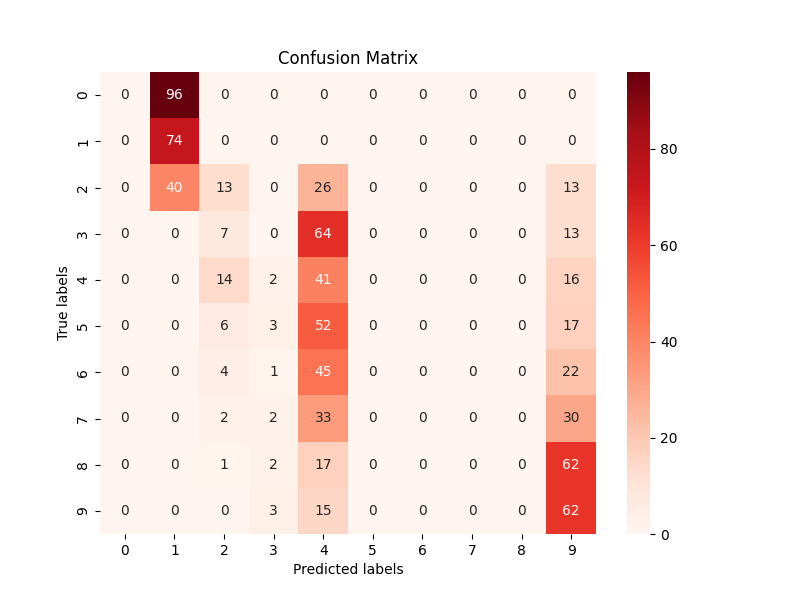 Confusion Matrix
0 0 96 0 0 0 0 0 0 0 0
1 0 74 0 0 0 0 0 0 0 0
2 0 40 13 0 26 0 0 0 0 13
3 0 0 7 0 64 0 0 0 0 13
4 0 0 14 2 41 0 0 0 0 16
5 0 0 6 3 52 0 0 0 0 17
6 0 0 4 1 45 0 0 0 0 22
7 0 0 2 2 33 0 0 0 0 30
8 0 0 1 2 17 0 0 0 0 62
9 0 0 0 3 15 0 0 0 0 62
True labels
0 1 2 3 4 5 6 7 8 9
Predicted labels
80
60
40
20
0